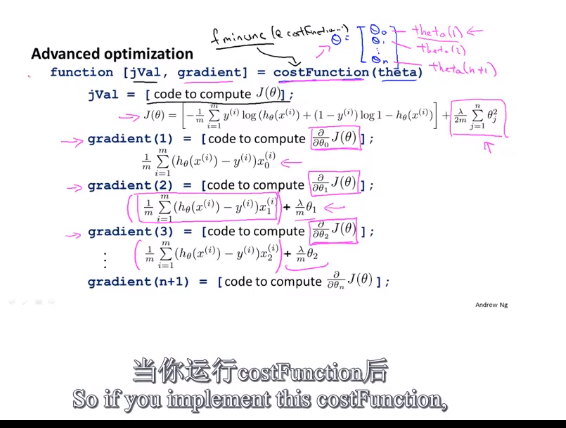 fminunc(@costFunction...)
θ = [θ₀ θ₁ ⋮ θₙ]
theta(1) ←
theta(2)
theta(n+1)
Advanced optimization
function [jVal, gradient] = costFunction(theta)
jVal = [code to compute J(θ)];
→ J(θ) = [-1/m ∑_{i=1}^{m} y^{(i)} log(h_θ(x^{(i)}) + (1 − y^{(i)}) log 1 − h_θ(x^{(i)})] + λ/2m ∑_{j=1}^{n} θ_j^2
→ gradient(1) = [code to compute ∂/∂θ₀ J(θ)];
1/m ∑_{i=1}^{m} (h_θ(x^{(i)}) − y^{(i)})x_0^{(i)} ←
→ gradient(2) = [code to compute ∂/∂θ₁ J(θ)];
(1/m ∑_{i=1}^{m} (h_θ(x^{(i)}) − y^{(i)})x_1^{(i)}) + λ/m θ₁ ←
→ gradient(3) = [code to compute ∂/∂θ₂ J(θ)];
⋮ (1/m ∑_{i=1}^{m} (h_θ(x^{(i)}) − y^{(i)})x_2^{(i)}) + λ/m θ₂
gradient(n+1) = [code to compute ∂/∂θₙ J(θ)];
Andrew Ng
当你运行costFunction后
So if you implement this costFunction,